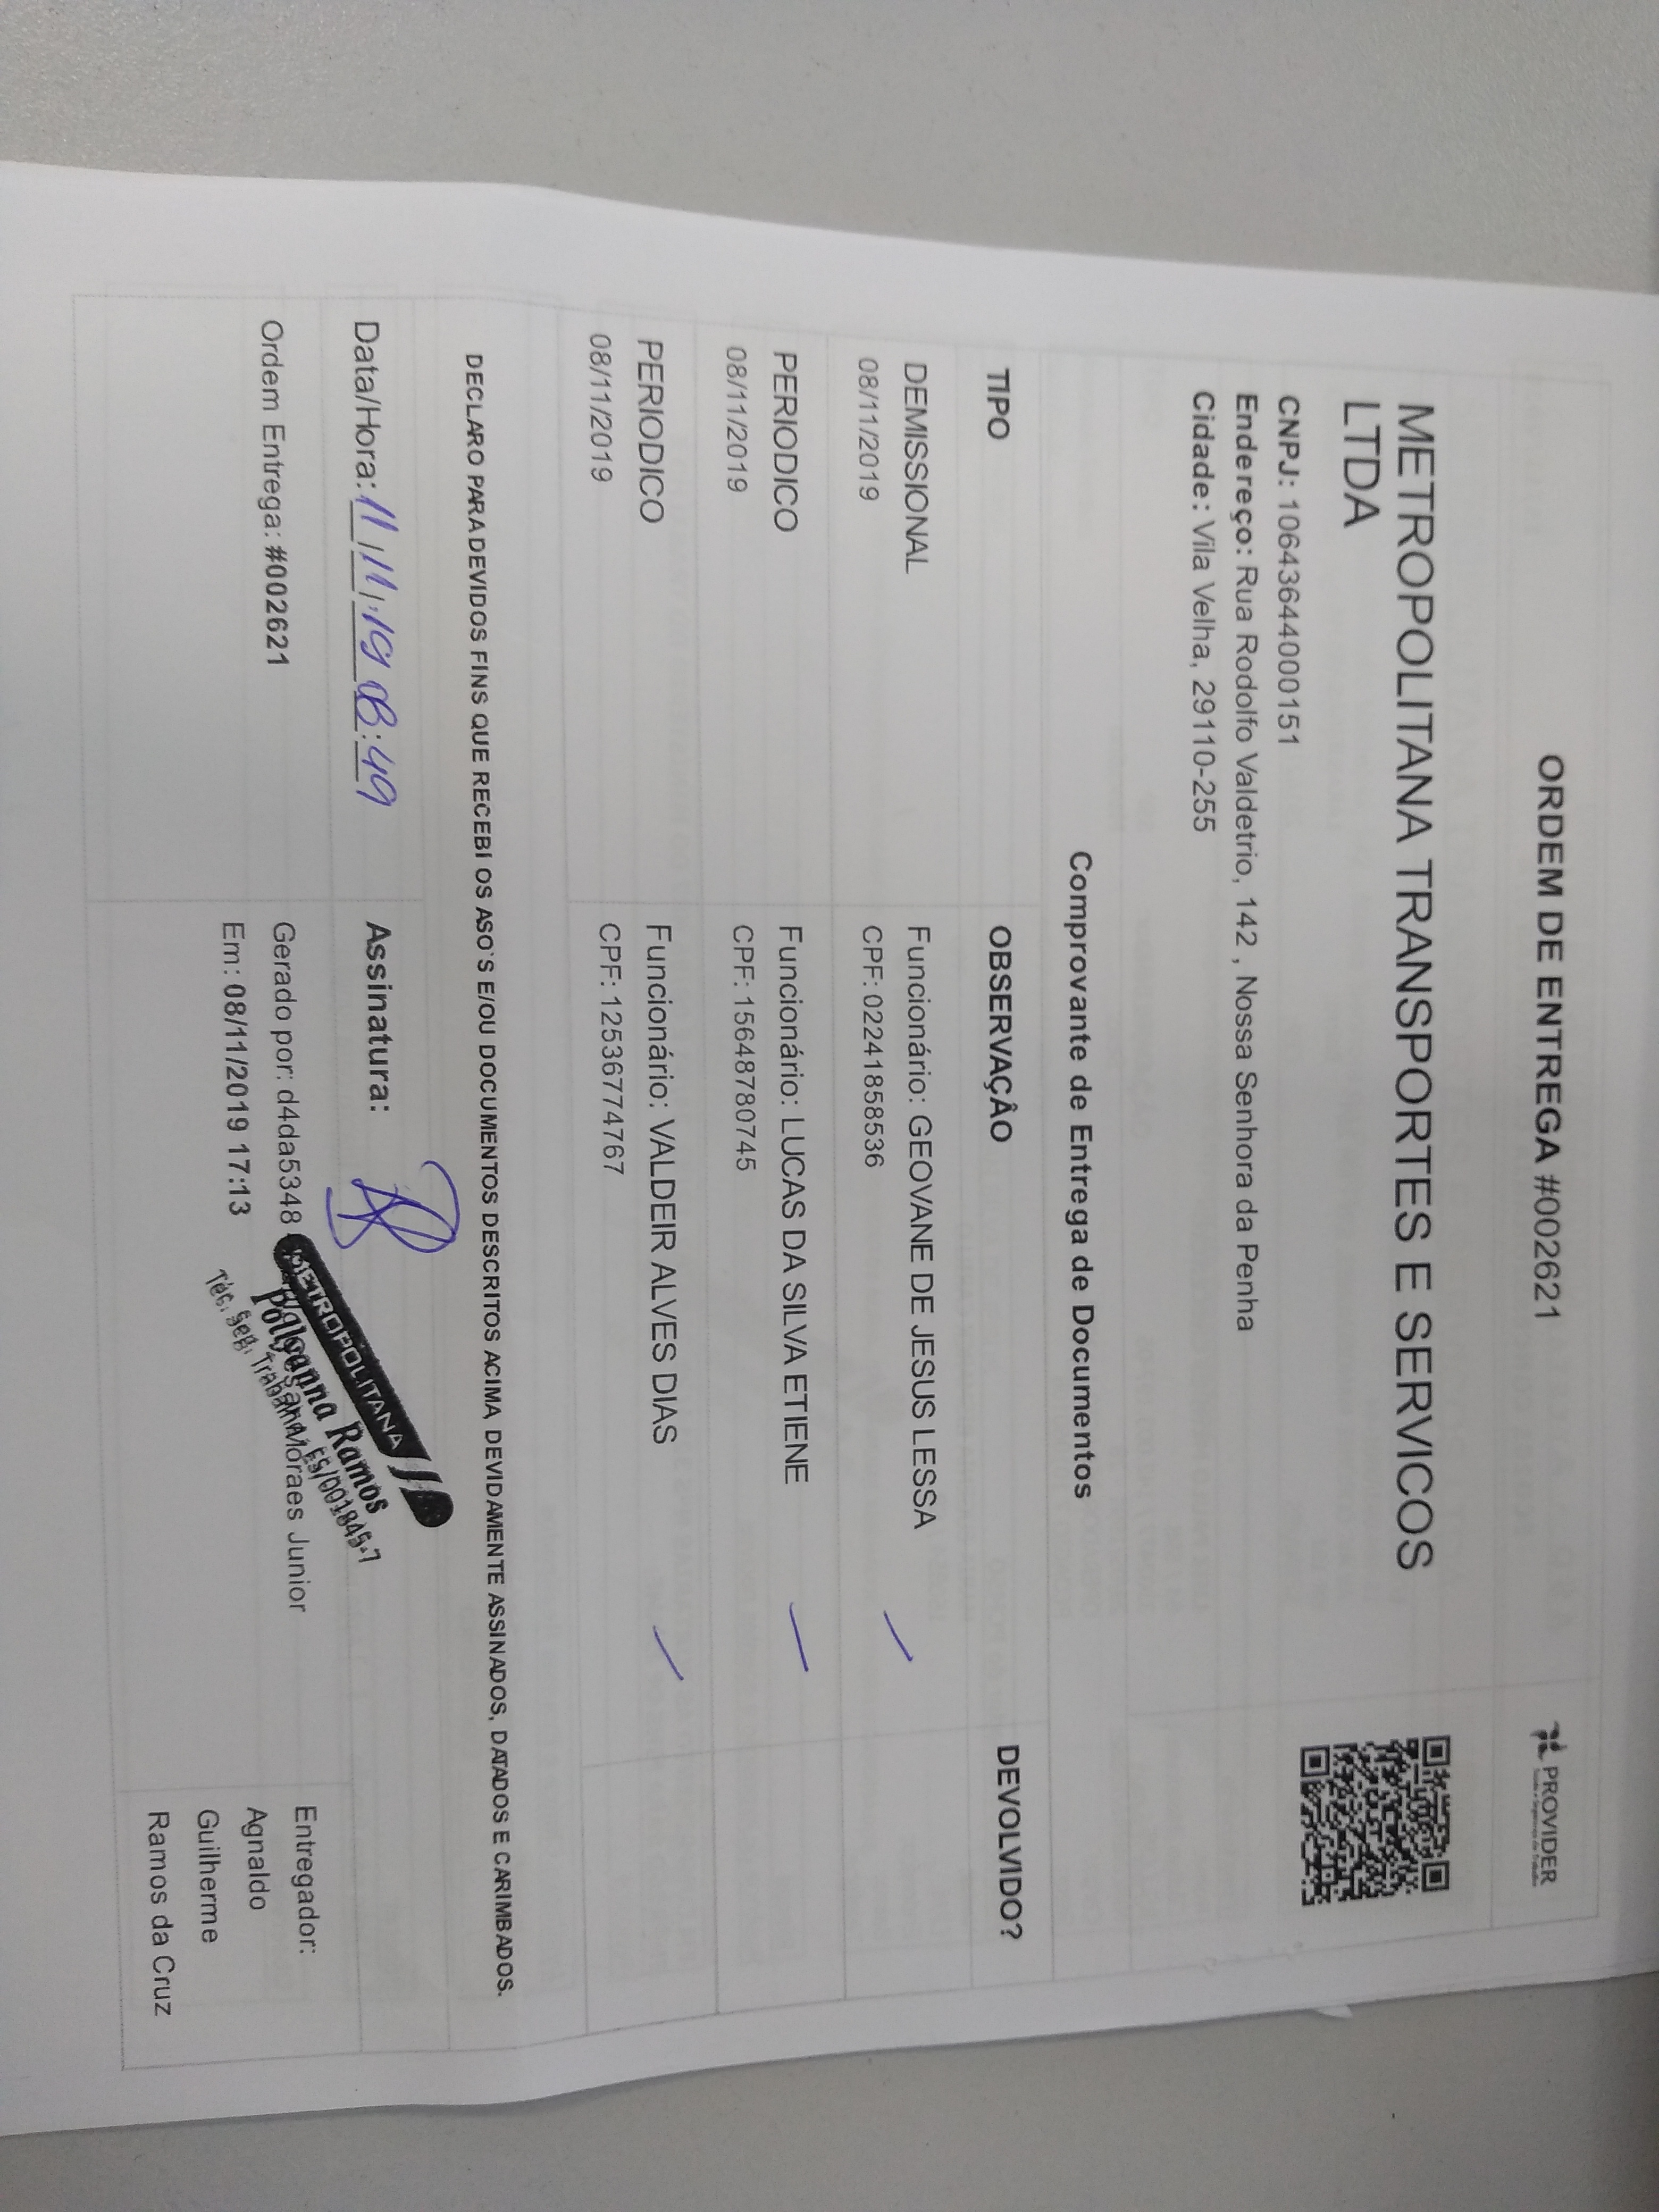 ORDEM DE ENTREGA #002621
PROVIDER
METROPOLITANA TRANSPORTES E SERVICOS
LTDA
CNPJ: 10643644000151
Endereço: Rua Rodolfo Valdetrio, 142 , Nossa Senhora da Penha
Cidade: Vila Velha, 29110-255
Comprovante de Entrega de Documentos
TIPO OBSERVAÇÂO DEVOLVIDO?
DEMISSIONAL Funcionário: GEOVANE DE JESUS LESSA
08/11/2019 CPF: 02241858536
PERIODICO Funcionário: LUCAS DA SILVA ETIENE
08/11/2019 CPF: 15648780745
PERIODICO Funcionário: VALDEIR ALVES DIAS
08/11/2019 CPF: 12536774767
DECLARO PARA DEVIDOS FINS QUE RECEBI OS ASO'S E/OU DOCUMENTOS DESCRITOS ACIMA DEVIDAMENTE ASSINADOS, DATADOS E CARIMBADOS.
Data/Hora: 11/11/19 08:49 Assinatura:
METROPOLITANA
Pollyanna Ramos
Téc. Seg. Trabalho ES/001845-7
Ordem Entrega: #002621
Gerado por: d4da5348 Moraes Junior
Em: 08/11/2019 17:13
Entregador:
Agnaldo
Guilherme
Ramos da Cruz